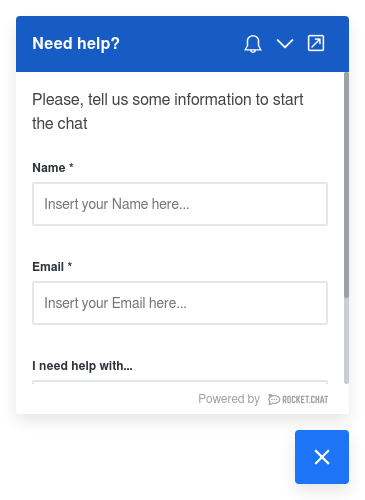 Need help?
Please, tell us some information to start
the chat
Name *
Insert your Name here...
Email *
Insert your Email here...
I need help with...
Powered by ROCKET.CHAT